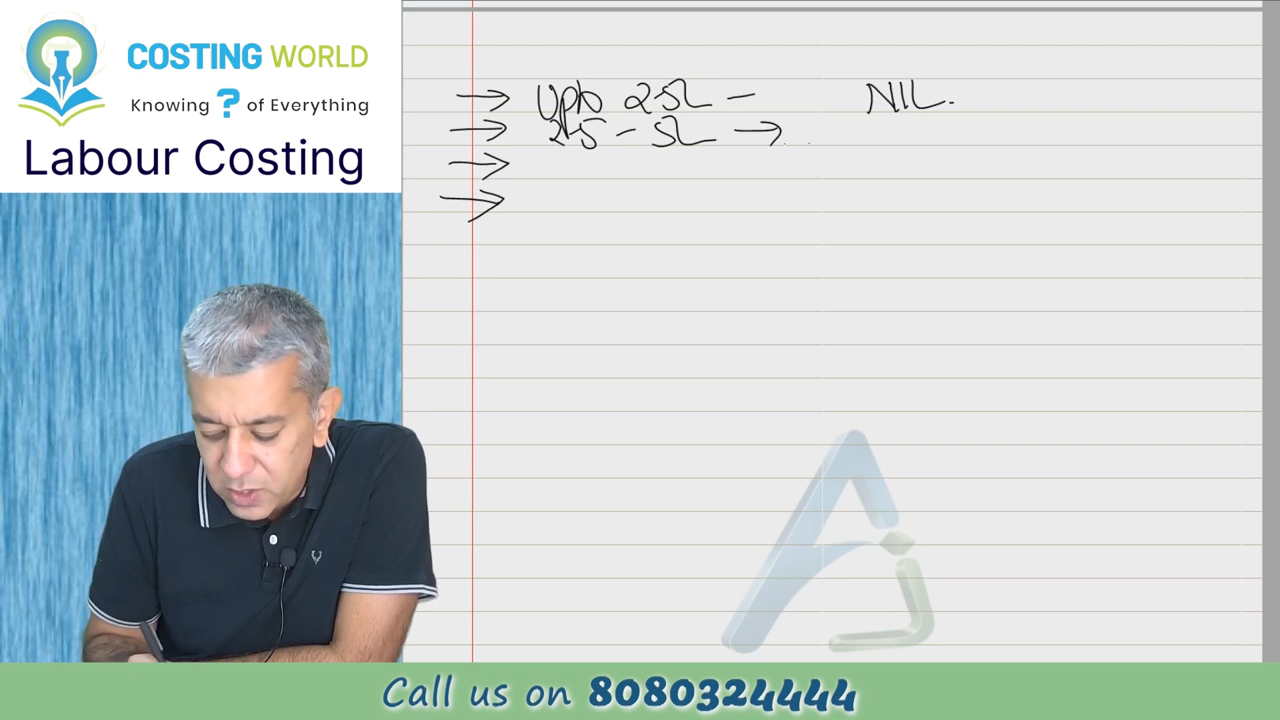 COSTING WORLD
Knowing ? of Everything
Labour Costing
→ Upto 2.5L — NIL.
→ 2.5 – 5L →
→
→
Call us on 8080324444